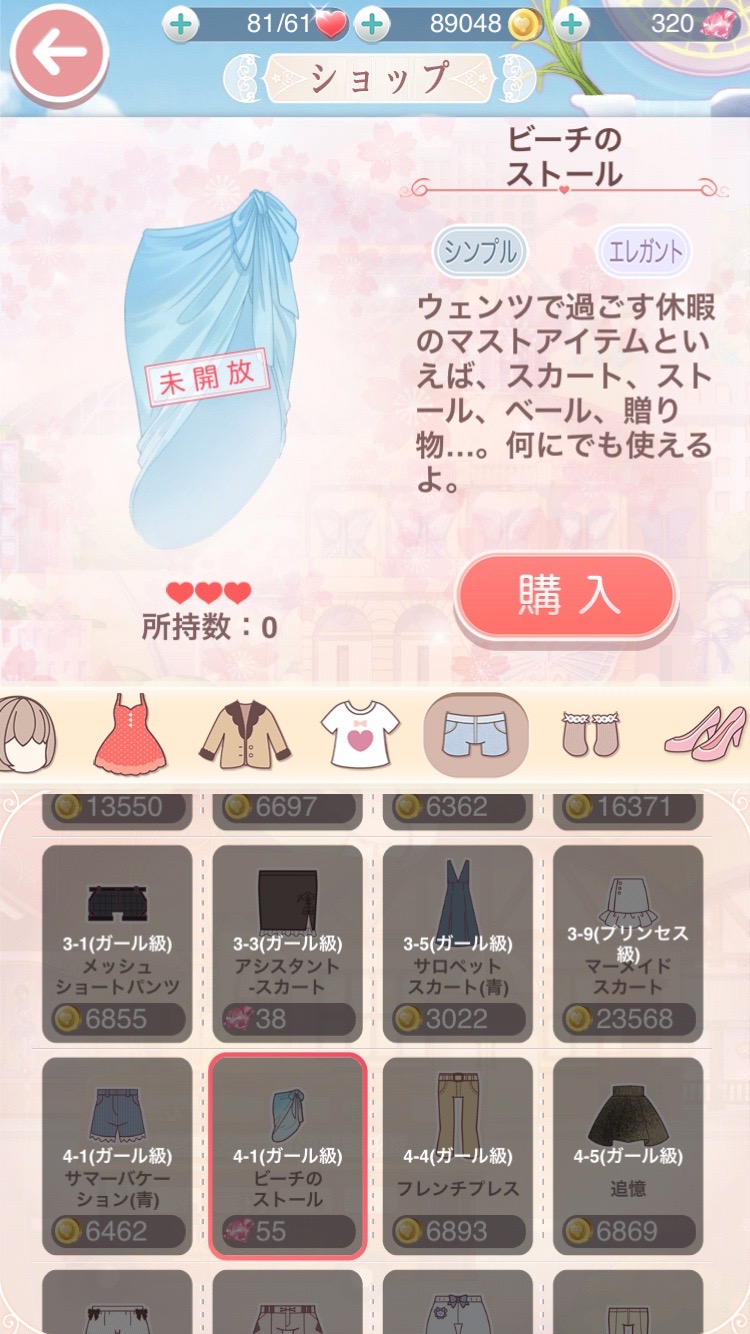 81/61
89048
320
ショップ
ビーチの
ストール
シンプル
エレガント
ウェンツで過ごす休暇
のマストアイテムとい
えば、スカート、スト
ール、ベール、贈り
物…。何にでも使える
よ。
未開放
所持数：0
購入
13550
6697
6362
16371
3-1(ガール級)
メッシュ
ショートパンツ
6855
3-3(ガール級)
アシスタント
-スカート
38
3-5(ガール級)
サロペット
スカート(青)
3022
3-9(プリンセス
級)
マーメイド
スカート
23568
4-1(ガール級)
サマーバケー
ション(青)
6462
4-1(ガール級)
ビーチの
ストール
55
4-4(ガール級)
フレンチプレス
6893
4-5(ガール級)
追憶
6869